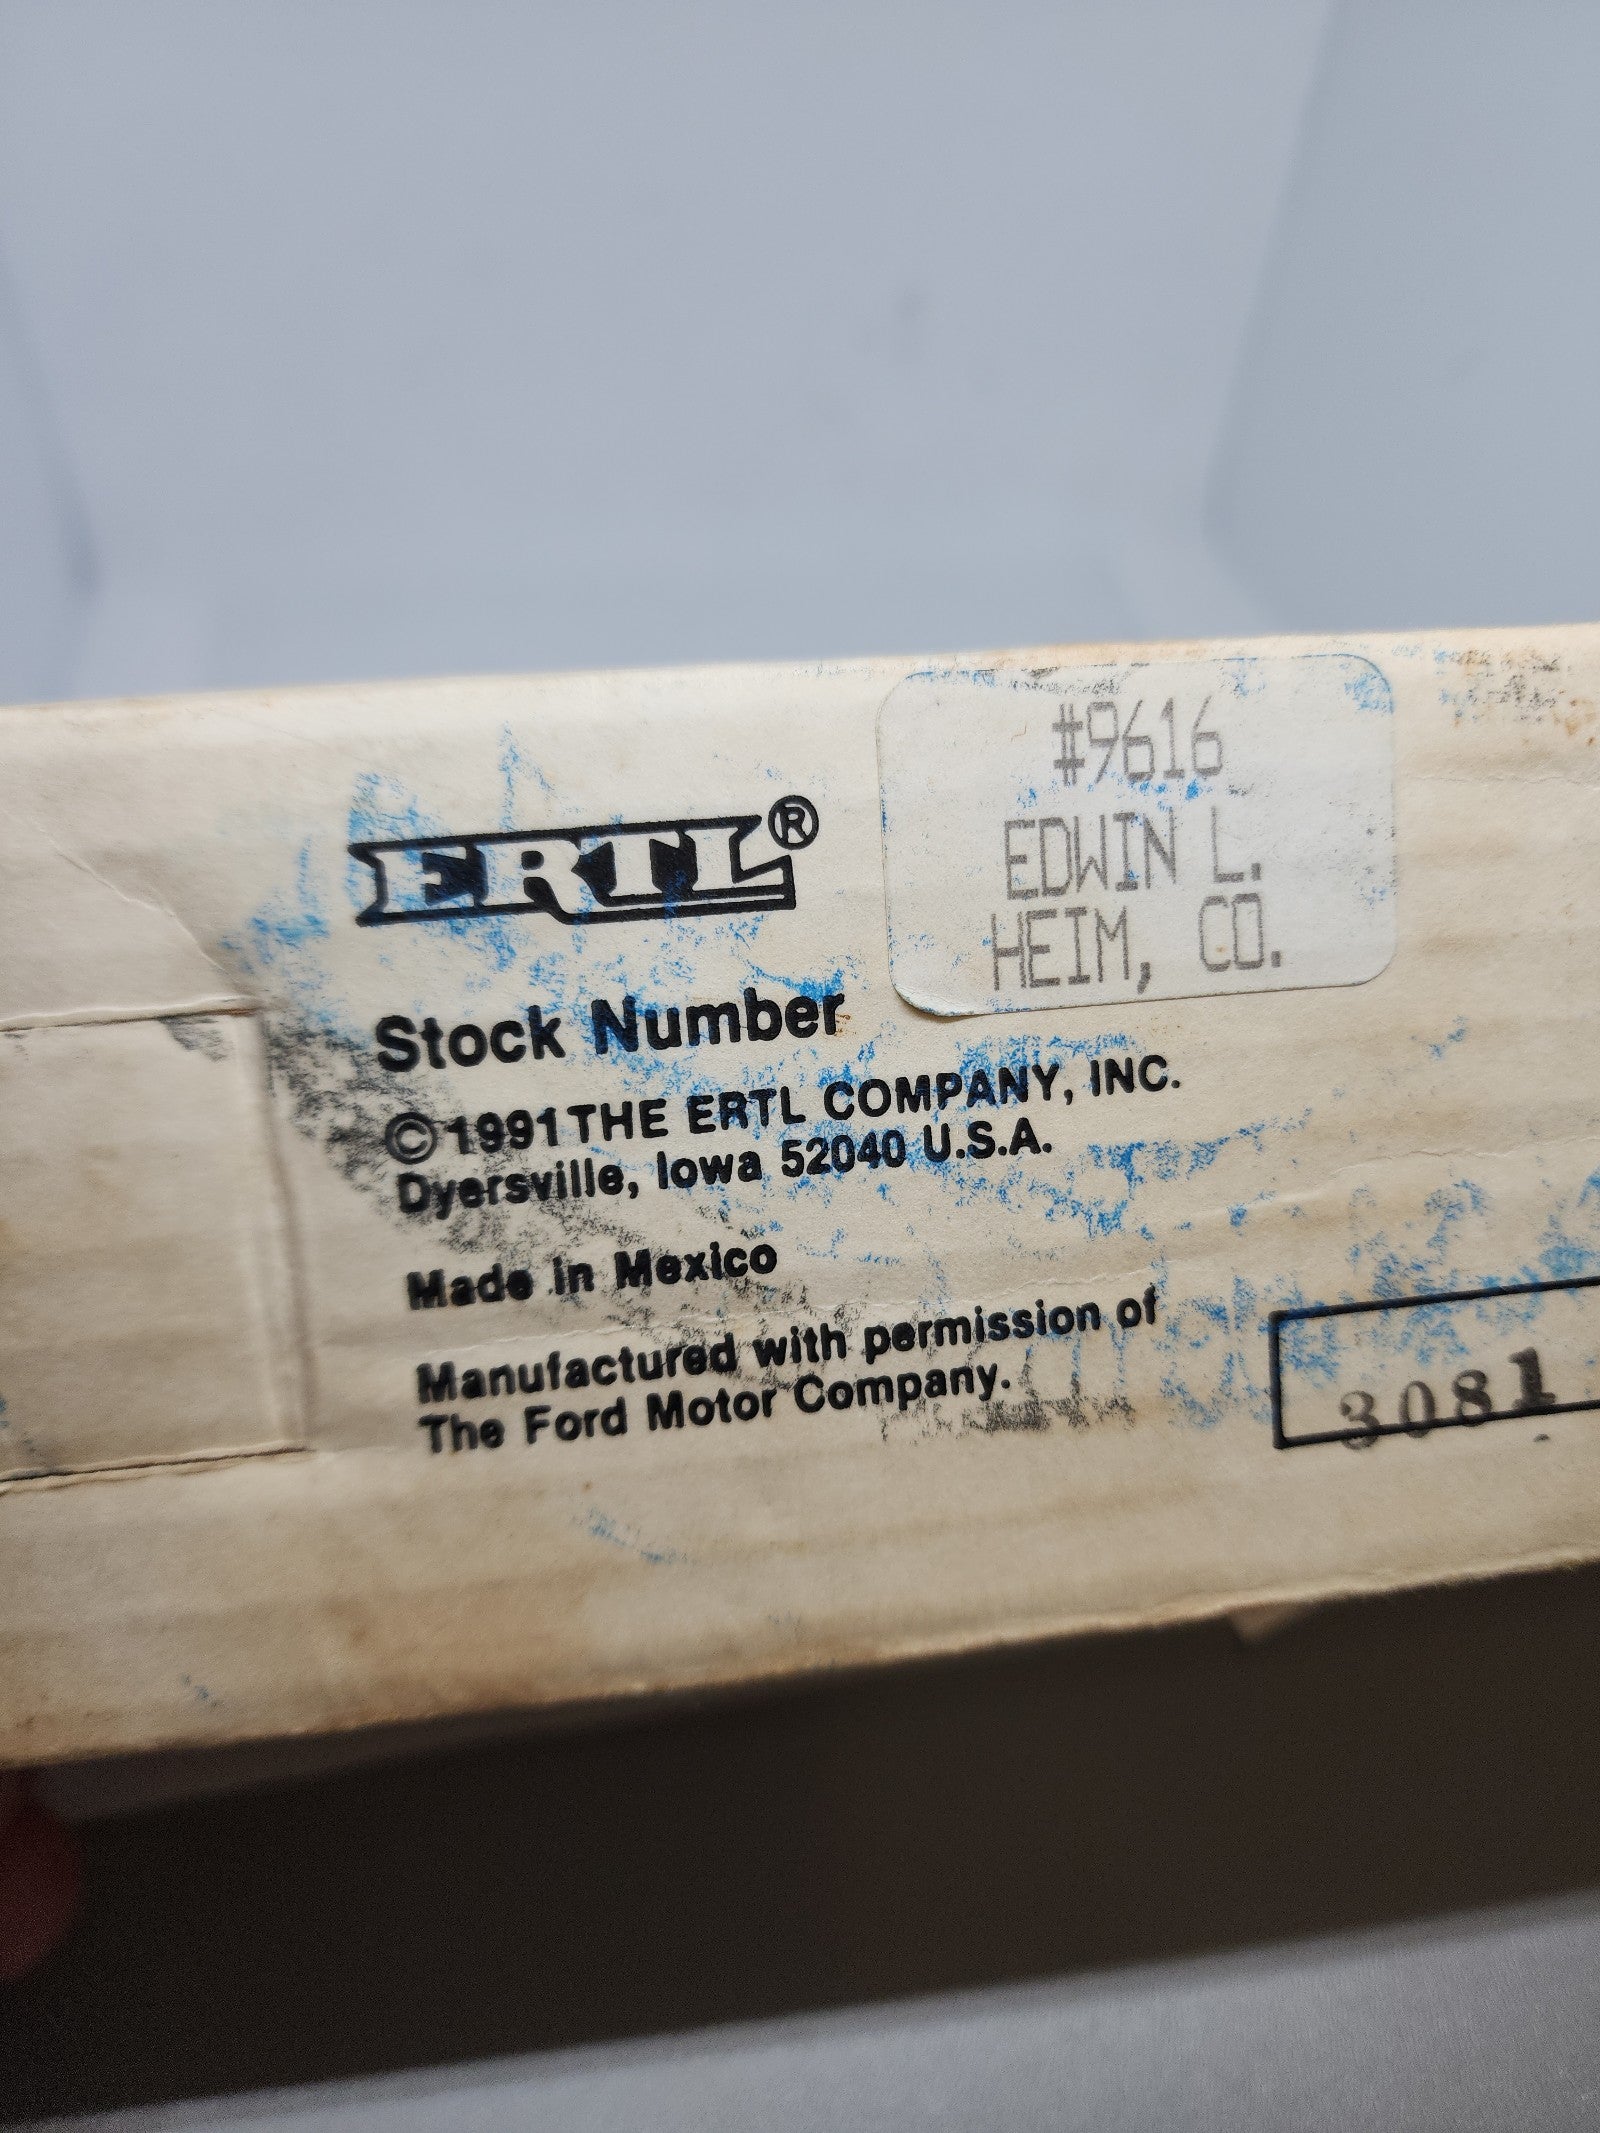 #9616
EDWIN L.
HEIM, CO.
ERTL®
Stock Number
©1991 THE ERTL COMPANY, INC.
Dyersville, Iowa 52040 U.S.A.
Made in Mexico
Manufactured with permission of
The Ford Motor Company.
3081